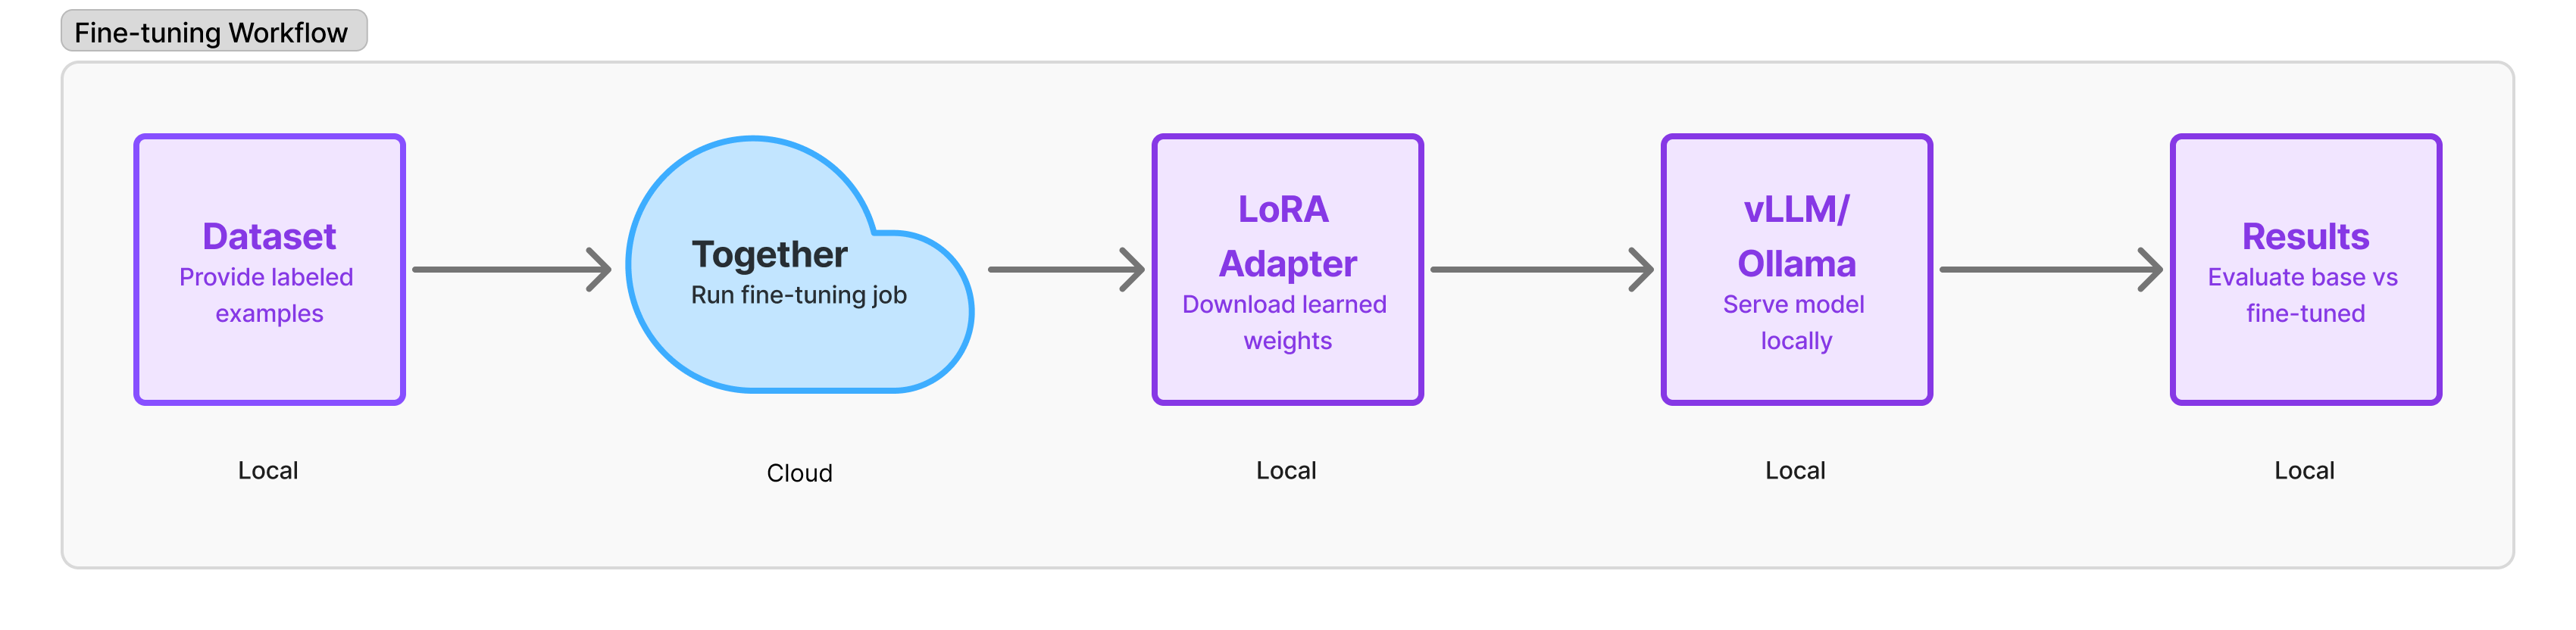 Fine-tuning Workflow
Dataset
Provide labeled
examples
Local
Together
Run fine-tuning job
Cloud
LoRA
Adapter
Download learned
weights
Local
vLLM/
Ollama
Serve model
locally
Local
Results
Evaluate base vs
fine-tuned
Local